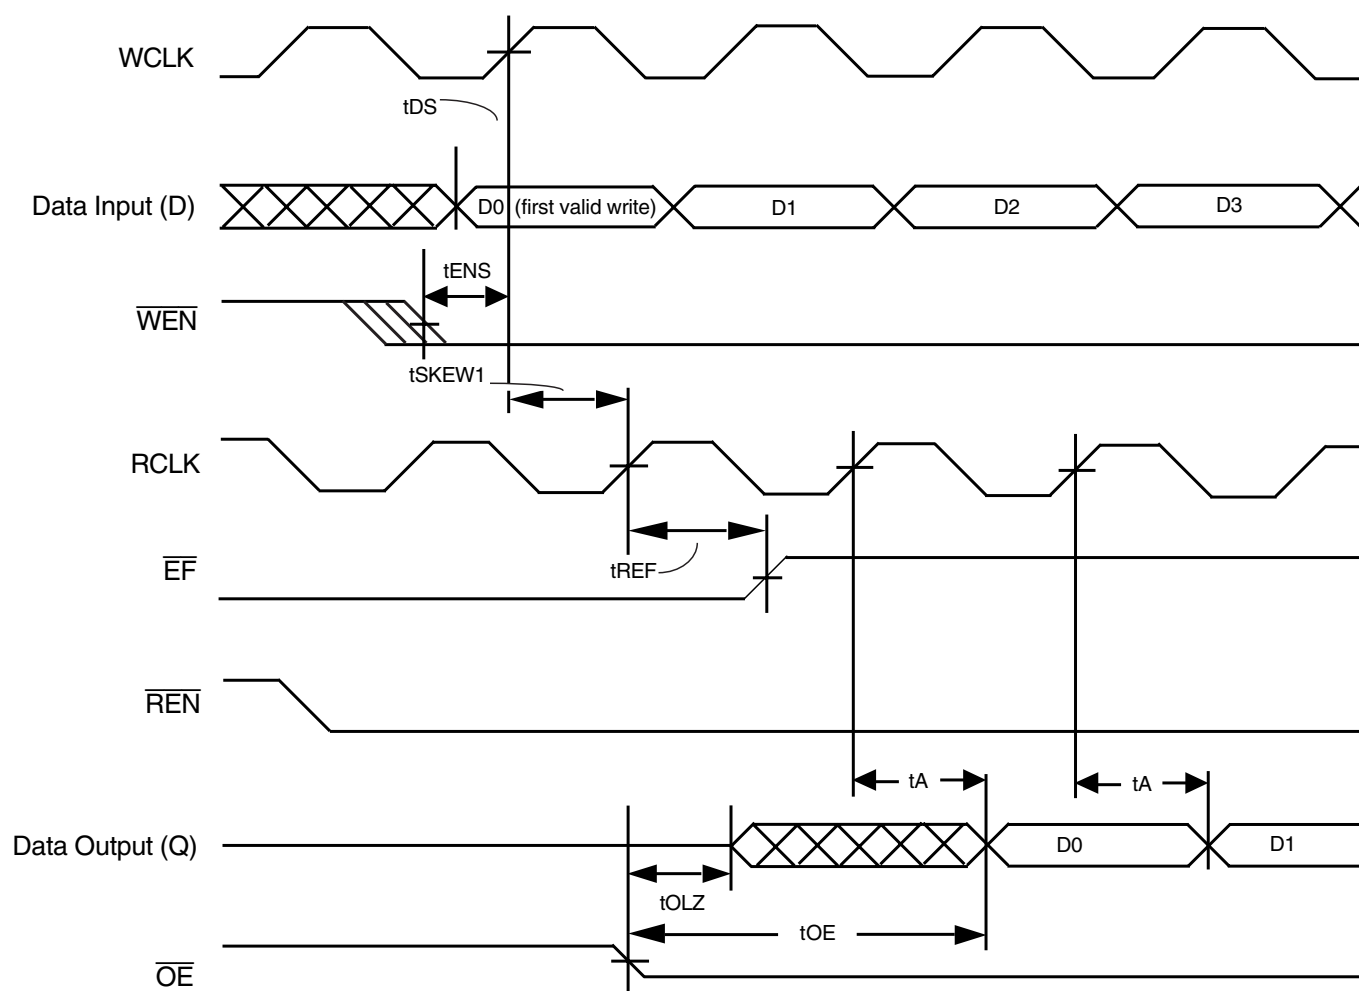 WCLK
tDS
Data Input (D)
D0 (first valid write)
D1
D2
D3
tENS
WEN
tSKEW1
RCLK
EF
tREF
REN
tA
tA
Data Output (Q)
D0
D1
tOLZ
tOE
OE